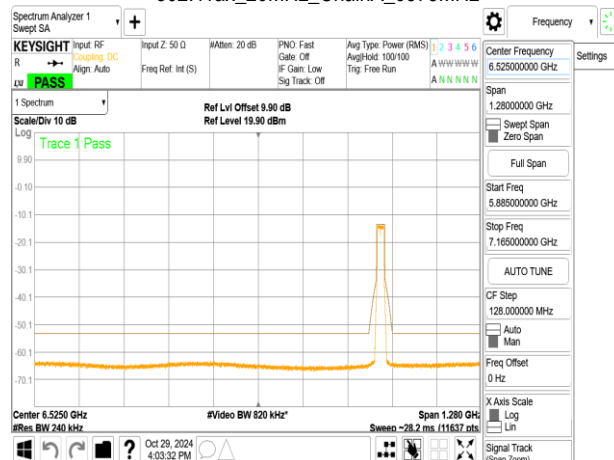 Spectrum Analyzer 1
Swept SA
Frequency
Settings
KEYSIGHT
R
LXI
PASS
Input: RF
Coupling: DC
Align: Auto
Input Z: 50 Ω
Freq Ref: Int (S)
#Atten: 20 dB
PNO: Fast
Gate: Off
IF Gain: Low
Sig Track: Off
Avg Type: Power (RMS)
Avg|Hold: 100/100
Trig: Free Run
1 2 3 4 5 6
A W W W W W
A N N N N N
1 Spectrum
Scale/Div 10 dB
Ref Lvl Offset 9.90 dB
Ref Level 19.90 dBm
Log
Trace 1 Pass
9.90
-0.10
-10.1
-20.1
-30.1
-40.1
-50.1
-60.1
-70.1
Center 6.5250 GHz
#Res BW 240 kHz
#Video BW 820 kHz*
Span 1.280 GHz
Sweep ~28.2 ms (11637 pts
Oct 29, 2024
4:03:32 PM
Center Frequency
6.525000000 GHz
Span
1.28000000 GHz
Swept Span
Zero Span
Full Span
Start Freq
5.885000000 GHz
Stop Freq
7.165000000 GHz
AUTO TUNE
CF Step
128.000000 MHz
Auto
Man
Freq Offset
0 Hz
X Axis Scale
Log
Lin
Signal Track
(Span Zoom)